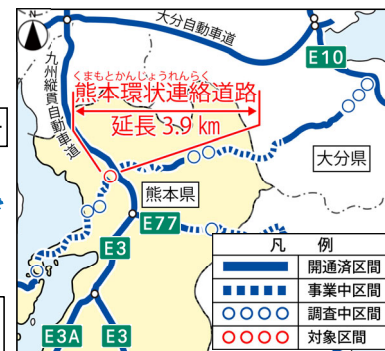 N
大分自動車道
E10
九州縦貫自動車道
くまもとかんじょうれんらく
熊本環状連絡道路
延長 3.9 km
大分県
熊本県
E77
E3
E3A
E3
凡 例
開通済区間
事業中区間
調査中区間
対象区間